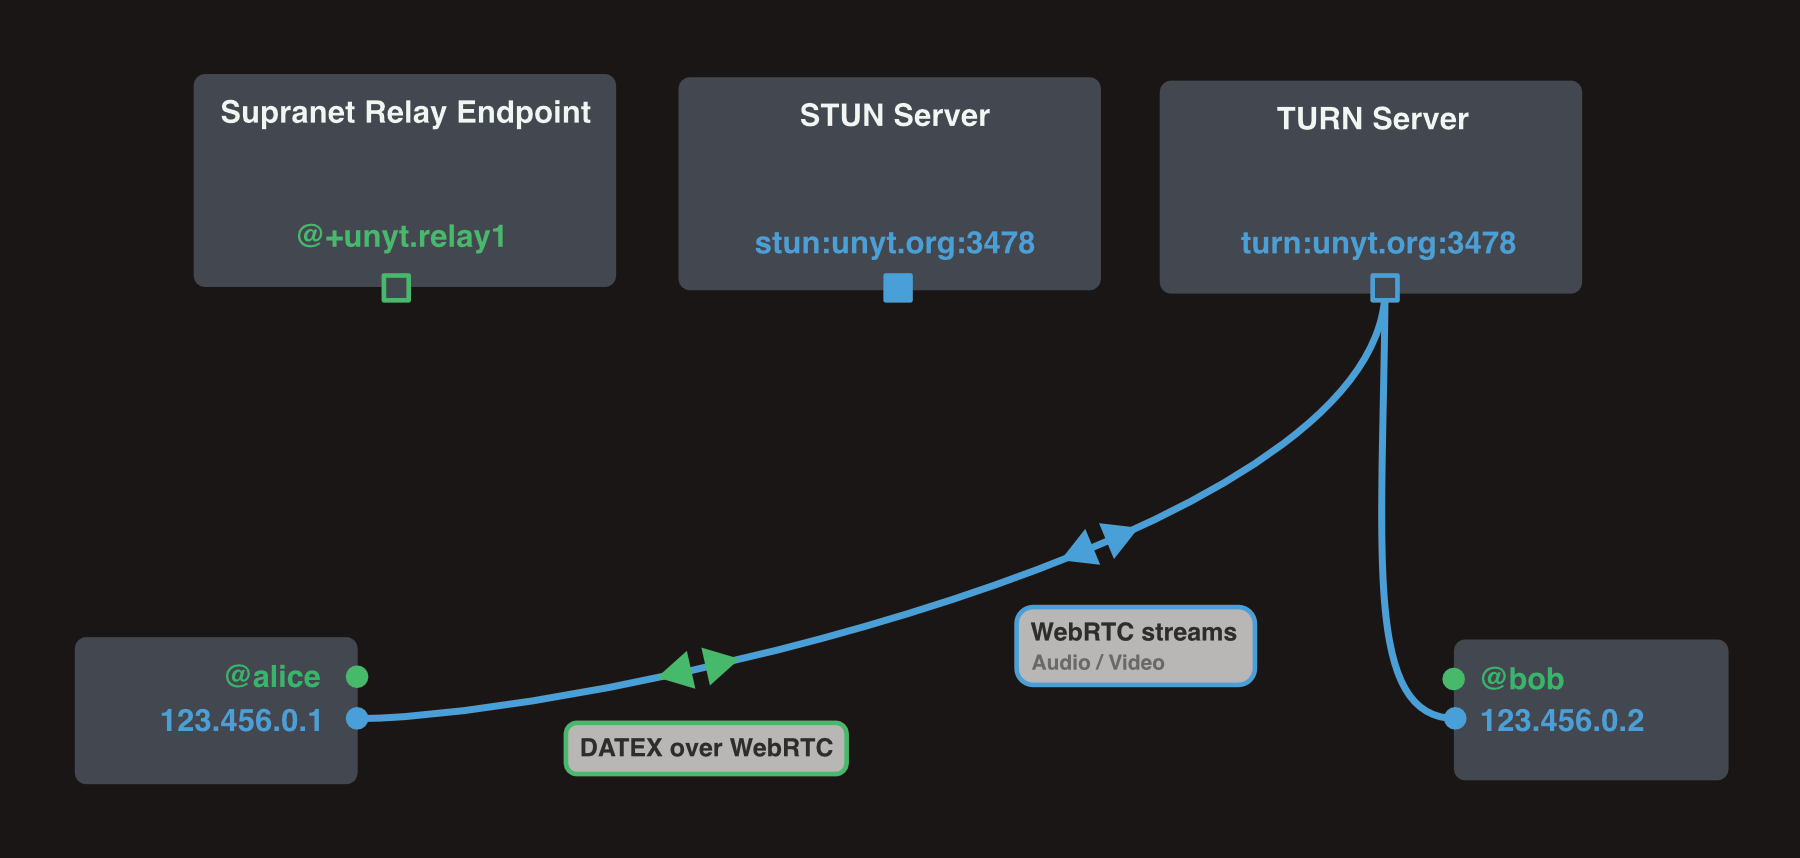 Supranet Relay Endpoint
@+unyt.relay1
STUN Server
stun:unyt.org:3478
TURN Server
turn:unyt.org:3478
@alice
123.456.0.1
DATEX over WebRTC
WebRTC streams
Audio / Video
@bob
123.456.0.2